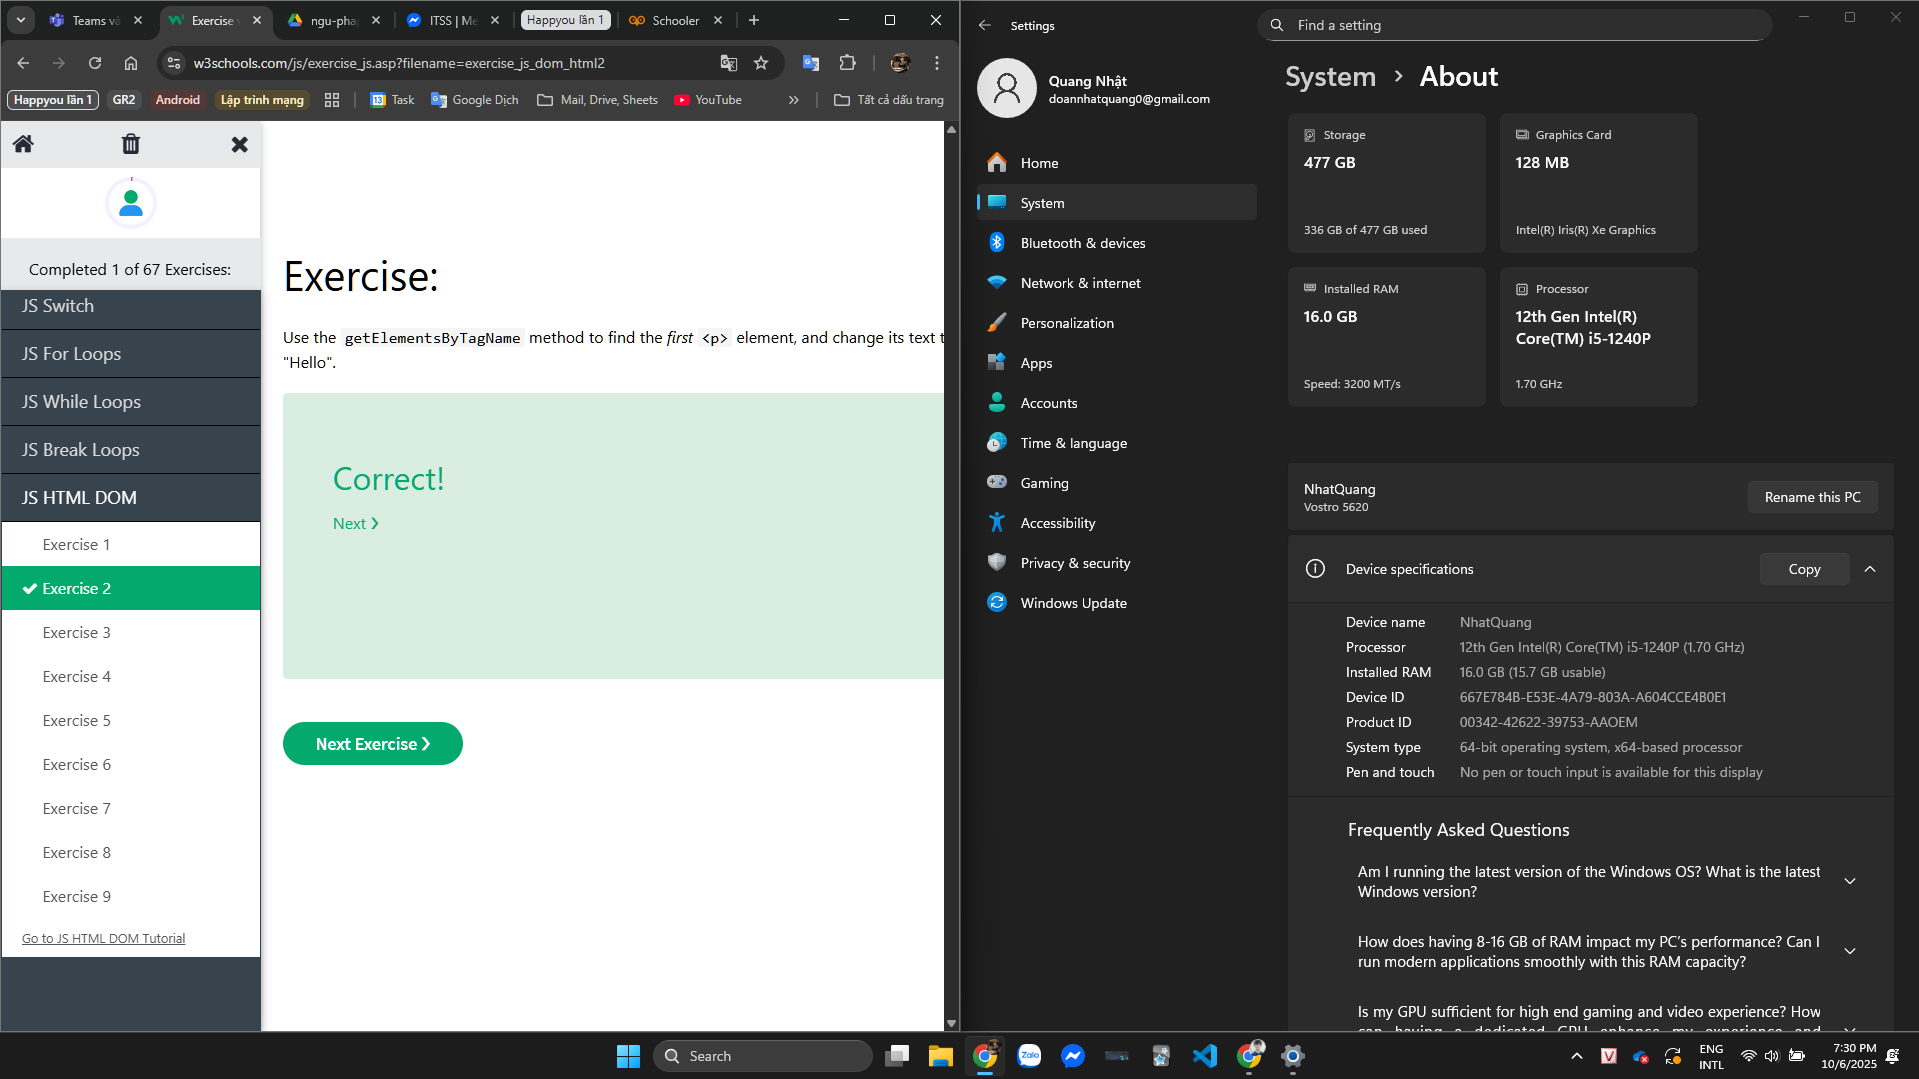 Teams và
Exercise
ngu-phap
ITSS | Me
Happyou lần 1
Schooler
w3schools.com/js/exercise_js.asp?filename=exercise_js_dom_html2
Happyou lần 1
GR2
Android
Lập trình mạng
Task
Google Dịch
Mail, Drive, Sheets
YouTube
Tất cả dấu trang
Completed 1 of 67 Exercises:
JS Switch
JS For Loops
JS While Loops
JS Break Loops
JS HTML DOM
Exercise 1
Exercise 2
Exercise 3
Exercise 4
Exercise 5
Exercise 6
Exercise 7
Exercise 8
Exercise 9
Go to JS HTML DOM Tutorial
Exercise:
Use the getElementsByTagName method to find the first <p> element, and change its text t
"Hello".
Correct!
Next ❯
Next Exercise ❯
Settings
Find a setting
Quang Nhật
doannhatquang0@gmail.com
Home
System
Bluetooth & devices
Network & internet
Personalization
Apps
Accounts
Time & language
Gaming
Accessibility
Privacy & security
Windows Update
System > About
Storage
477 GB
336 GB of 477 GB used
Graphics Card
128 MB
Intel(R) Iris(R) Xe Graphics
Installed RAM
16.0 GB
Speed: 3200 MT/s
Processor
12th Gen Intel(R)
Core(TM) i5-1240P
1.70 GHz
NhatQuang
Vostro 5620
Rename this PC
Device specifications
Copy
Device name NhatQuang
Processor 12th Gen Intel(R) Core(TM) i5-1240P (1.70 GHz)
Installed RAM 16.0 GB (15.7 GB usable)
Device ID 667E784B-E53E-4A79-803A-A604CCE4B0E1
Product ID 00342-42622-39753-AAOEM
System type 64-bit operating system, x64-based processor
Pen and touch No pen or touch input is available for this display
Frequently Asked Questions
Am I running the latest version of the Windows OS? What is the latest
Windows version?
How does having 8-16 GB of RAM impact my PC's performance? Can I
run modern applications smoothly with this RAM capacity?
Is my GPU sufficient for high end gaming and video experience? How
can having a dedicated GPU enhance my experience and
Search
Zalo
ENG
INTL
7:30 PM
10/6/2025